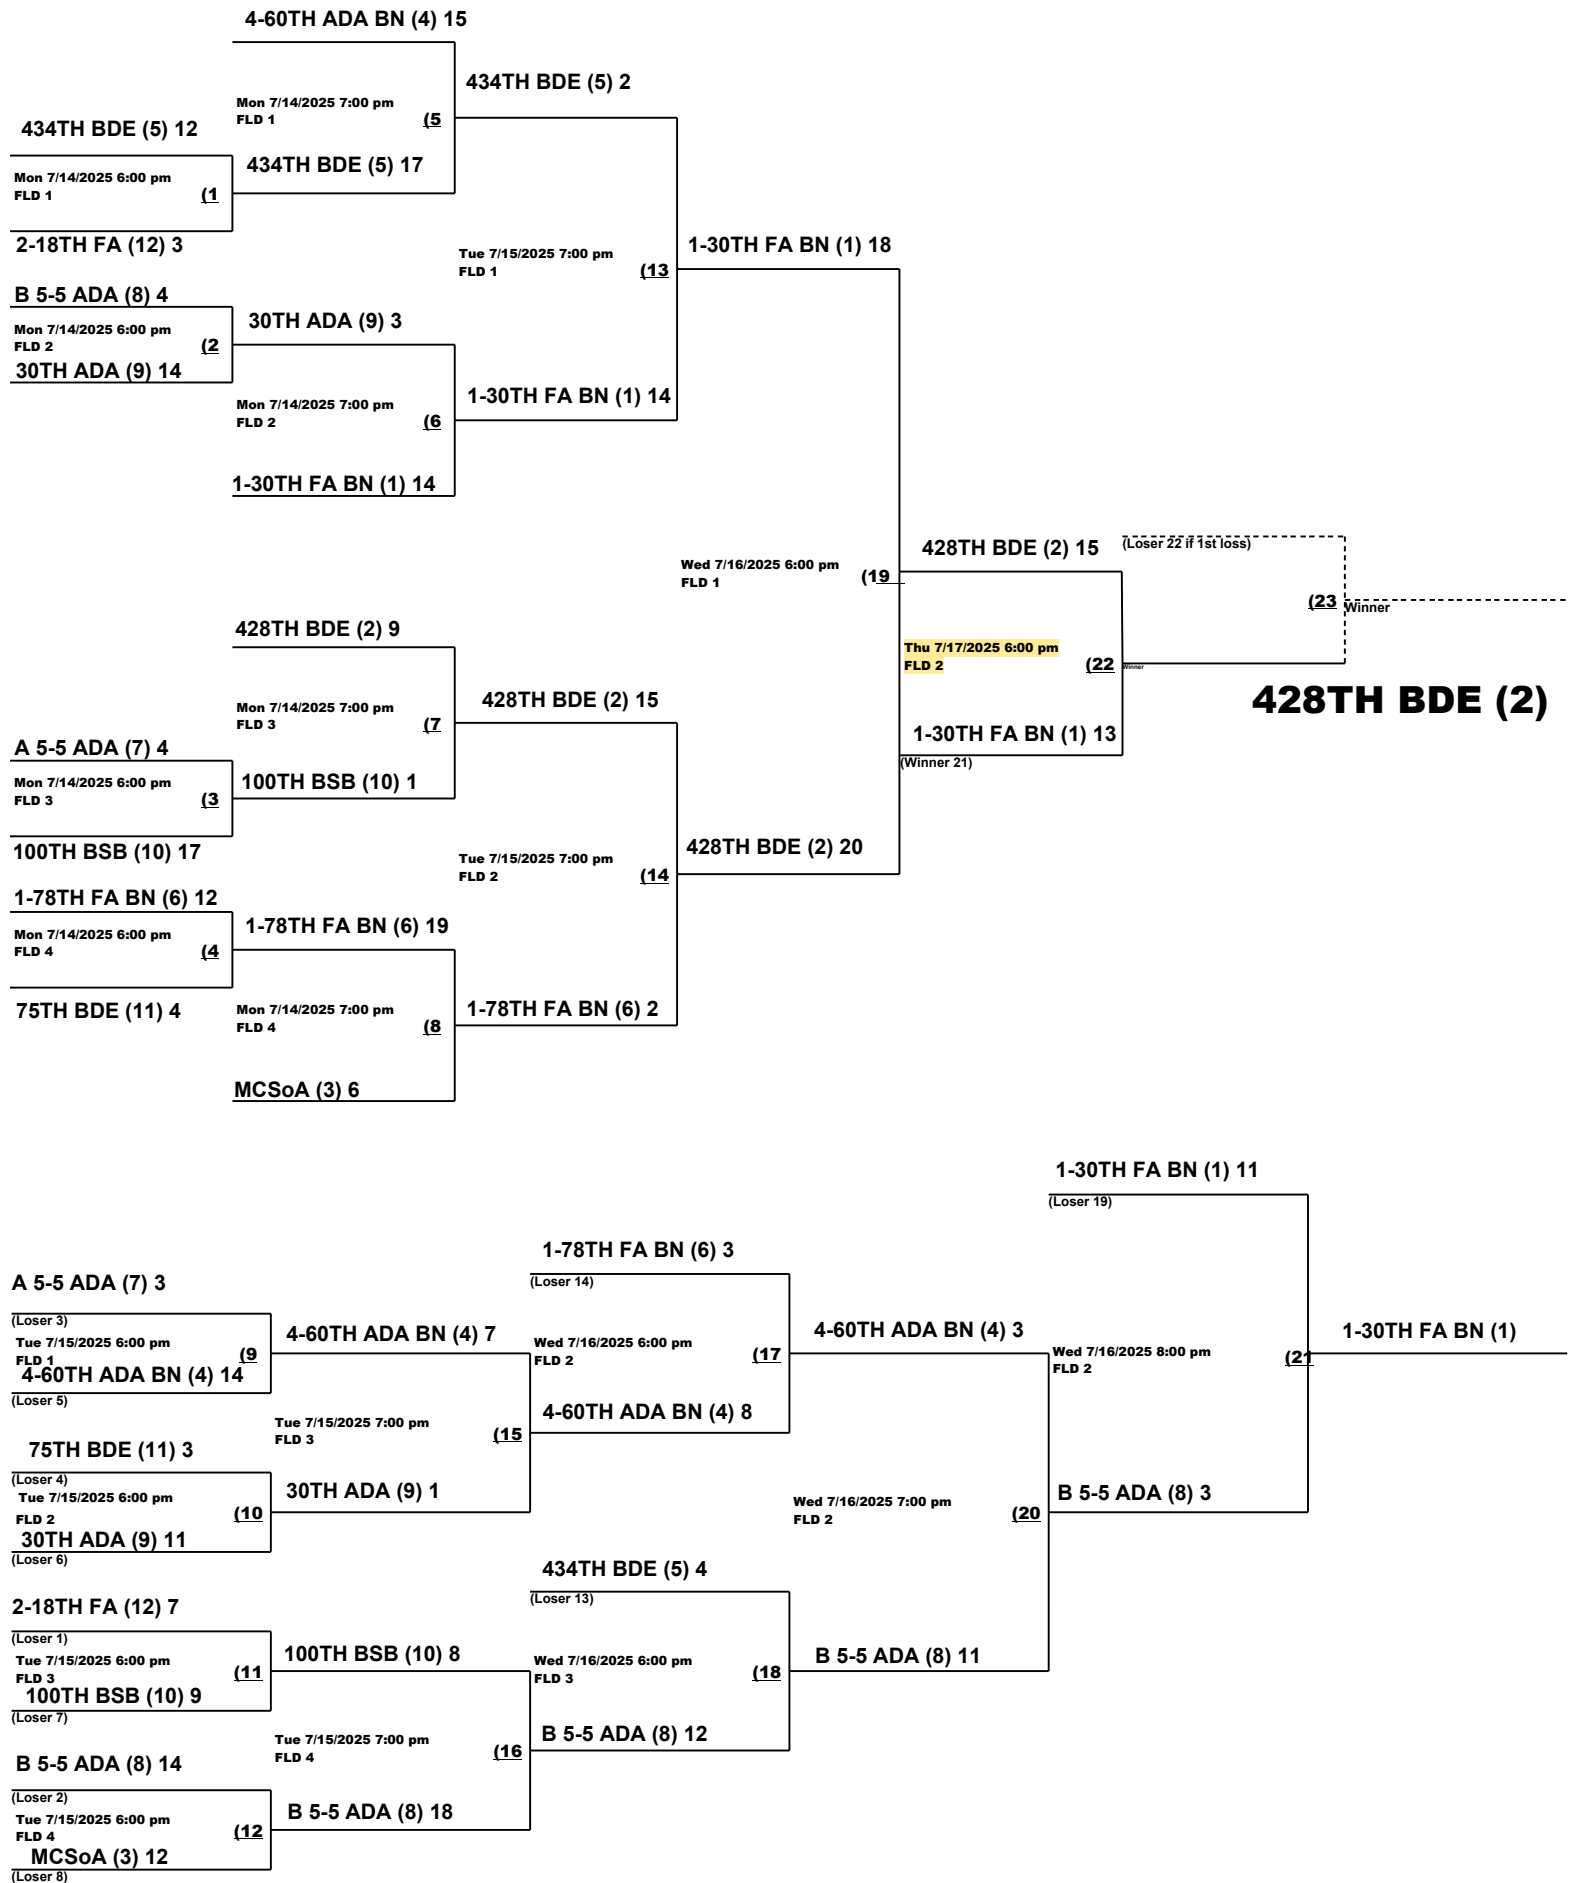 4-60TH ADA BN (4) 15
434TH BDE (5) 2
Mon 7/14/2025 7:00 pm
FLD 1
(5
434TH BDE (5) 12
434TH BDE (5) 17
Mon 7/14/2025 6:00 pm
FLD 1
(1
2-18TH FA (12) 3
1-30TH FA BN (1) 18
Tue 7/15/2025 7:00 pm
FLD 1
(13
B 5-5 ADA (8) 4
30TH ADA (9) 3
Mon 7/14/2025 6:00 pm
FLD 2
(2
30TH ADA (9) 14
1-30TH FA BN (1) 14
Mon 7/14/2025 7:00 pm
FLD 2
(6
1-30TH FA BN (1) 14
428TH BDE (2) 15
(Loser 22 if 1st loss)
Wed 7/16/2025 6:00 pm
FLD 1
(19
(23
Winner
428TH BDE (2) 9
Thu 7/17/2025 6:00 pm
FLD 2
(22
Winner
428TH BDE (2)
428TH BDE (2) 15
Mon 7/14/2025 7:00 pm
FLD 3
(7
1-30TH FA BN (1) 13
(Winner 21)
A 5-5 ADA (7) 4
100TH BSB (10) 1
Mon 7/14/2025 6:00 pm
FLD 3
(3
100TH BSB (10) 17
428TH BDE (2) 20
Tue 7/15/2025 7:00 pm
FLD 2
(14
1-78TH FA BN (6) 12
1-78TH FA BN (6) 19
Mon 7/14/2025 6:00 pm
FLD 4
(4
75TH BDE (11) 4
1-78TH FA BN (6) 2
Mon 7/14/2025 7:00 pm
FLD 4
(8
MCSoA (3) 6
1-30TH FA BN (1) 11
(Loser 19)
1-78TH FA BN (6) 3
(Loser 14)
A 5-5 ADA (7) 3
(Loser 3)
Tue 7/15/2025 6:00 pm
FLD 1
(9
4-60TH ADA BN (4) 14
(Loser 5)
4-60TH ADA BN (4) 7
Wed 7/16/2025 6:00 pm
FLD 2
(17
4-60TH ADA BN (4) 3
Wed 7/16/2025 8:00 pm
FLD 2
(21
1-30TH FA BN (1)
4-60TH ADA BN (4) 8
Tue 7/15/2025 7:00 pm
FLD 3
(15
75TH BDE (11) 3
(Loser 4)
Tue 7/15/2025 6:00 pm
FLD 2
(10
30TH ADA (9) 11
(Loser 6)
30TH ADA (9) 1
Wed 7/16/2025 7:00 pm
FLD 2
(20
B 5-5 ADA (8) 3
434TH BDE (5) 4
(Loser 13)
2-18TH FA (12) 7
(Loser 1)
Tue 7/15/2025 6:00 pm
FLD 3
(11
100TH BSB (10) 9
(Loser 7)
100TH BSB (10) 8
Wed 7/16/2025 6:00 pm
FLD 3
(18
B 5-5 ADA (8) 11
B 5-5 ADA (8) 12
Tue 7/15/2025 7:00 pm
FLD 4
(16
B 5-5 ADA (8) 14
(Loser 2)
Tue 7/15/2025 6:00 pm
FLD 4
(12
MCSoA (3) 12
(Loser 8)
B 5-5 ADA (8) 18